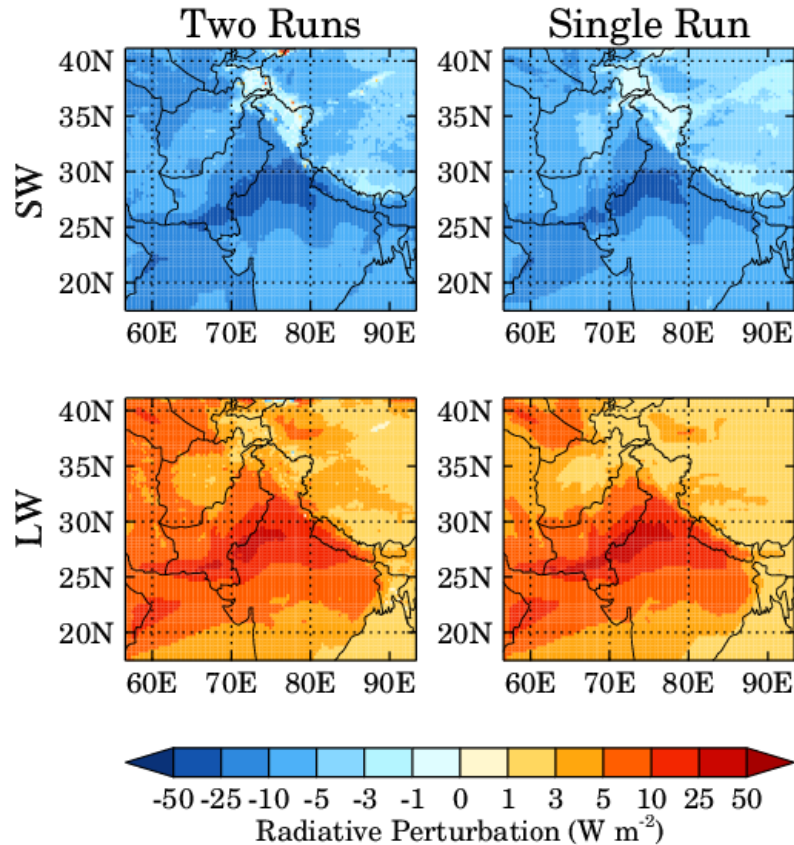 Two Runs Single Run
SW
40N 40N
35N 35N
30N 30N
25N 25N
20N 20N
60E 70E 80E 90E 60E 70E 80E 90E
LW
40N 40N
35N 35N
30N 30N
25N 25N
20N 20N
60E 70E 80E 90E 60E 70E 80E 90E
-50 -25 -10 -5 -3 -1 0 1 3 5 10 25 50
Radiative Perturbation (W m⁻²)